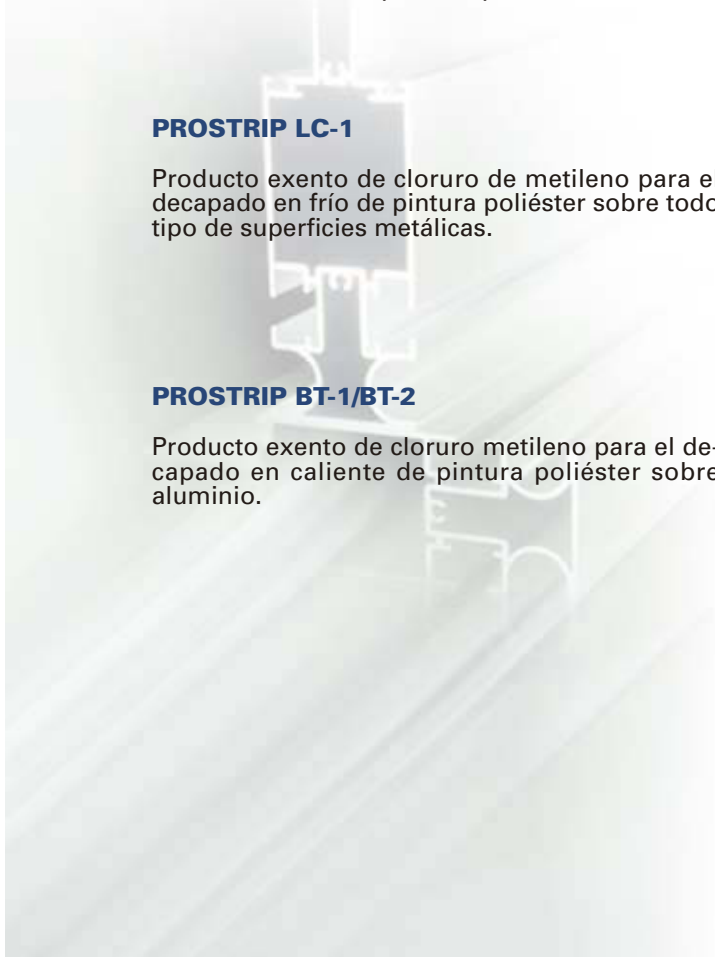 PROSTRIP LC-1
Producto exento de cloruro de metileno para el
decapado en frío de pintura poliéster sobre todo
tipo de superficies metálicas.
PROSTRIP BT-1/BT-2
Producto exento de cloruro metileno para el de-
capado en caliente de pintura poliéster sobre
aluminio.